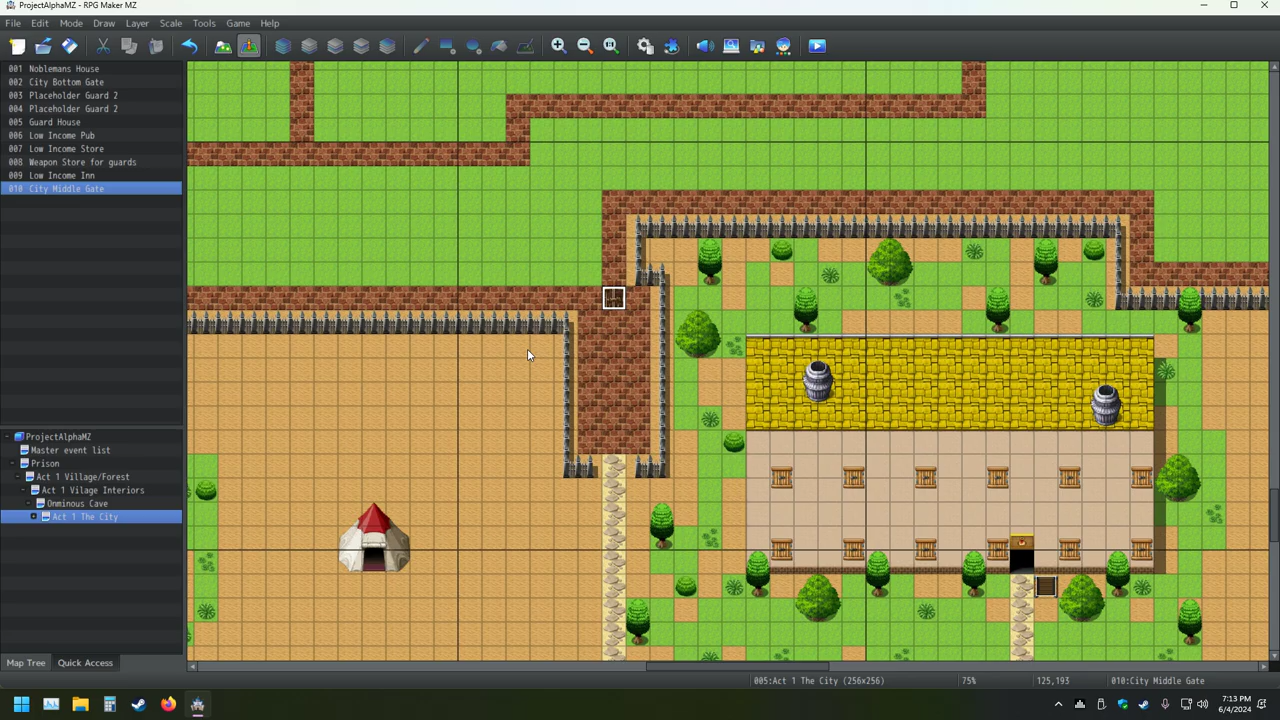 ProjectAlphaMZ - RPG Maker MZ
File Edit Mode Draw Layer Scale Tools Game Help
001 Noblemans House
002 City Bottom Gate
003 Placeholder Guard 2
004 Placeholder Guard 2
005 Guard House
006 Low Income Pub
007 Low Income Store
008 Weapon Store for guards
009 Low Income Inn
010 City Middle Gate
ProjectAlphaMZ
Master event list
Prison
Act 1 Village/Forest
Act 1 Vilage Interiors
Onminous Cave
Act 1 The City
Map Tree Quick Access
005:Act 1 The City (256x256) 75% 125,193 010:City Middle Gate
7:13 PM
6/4/2024